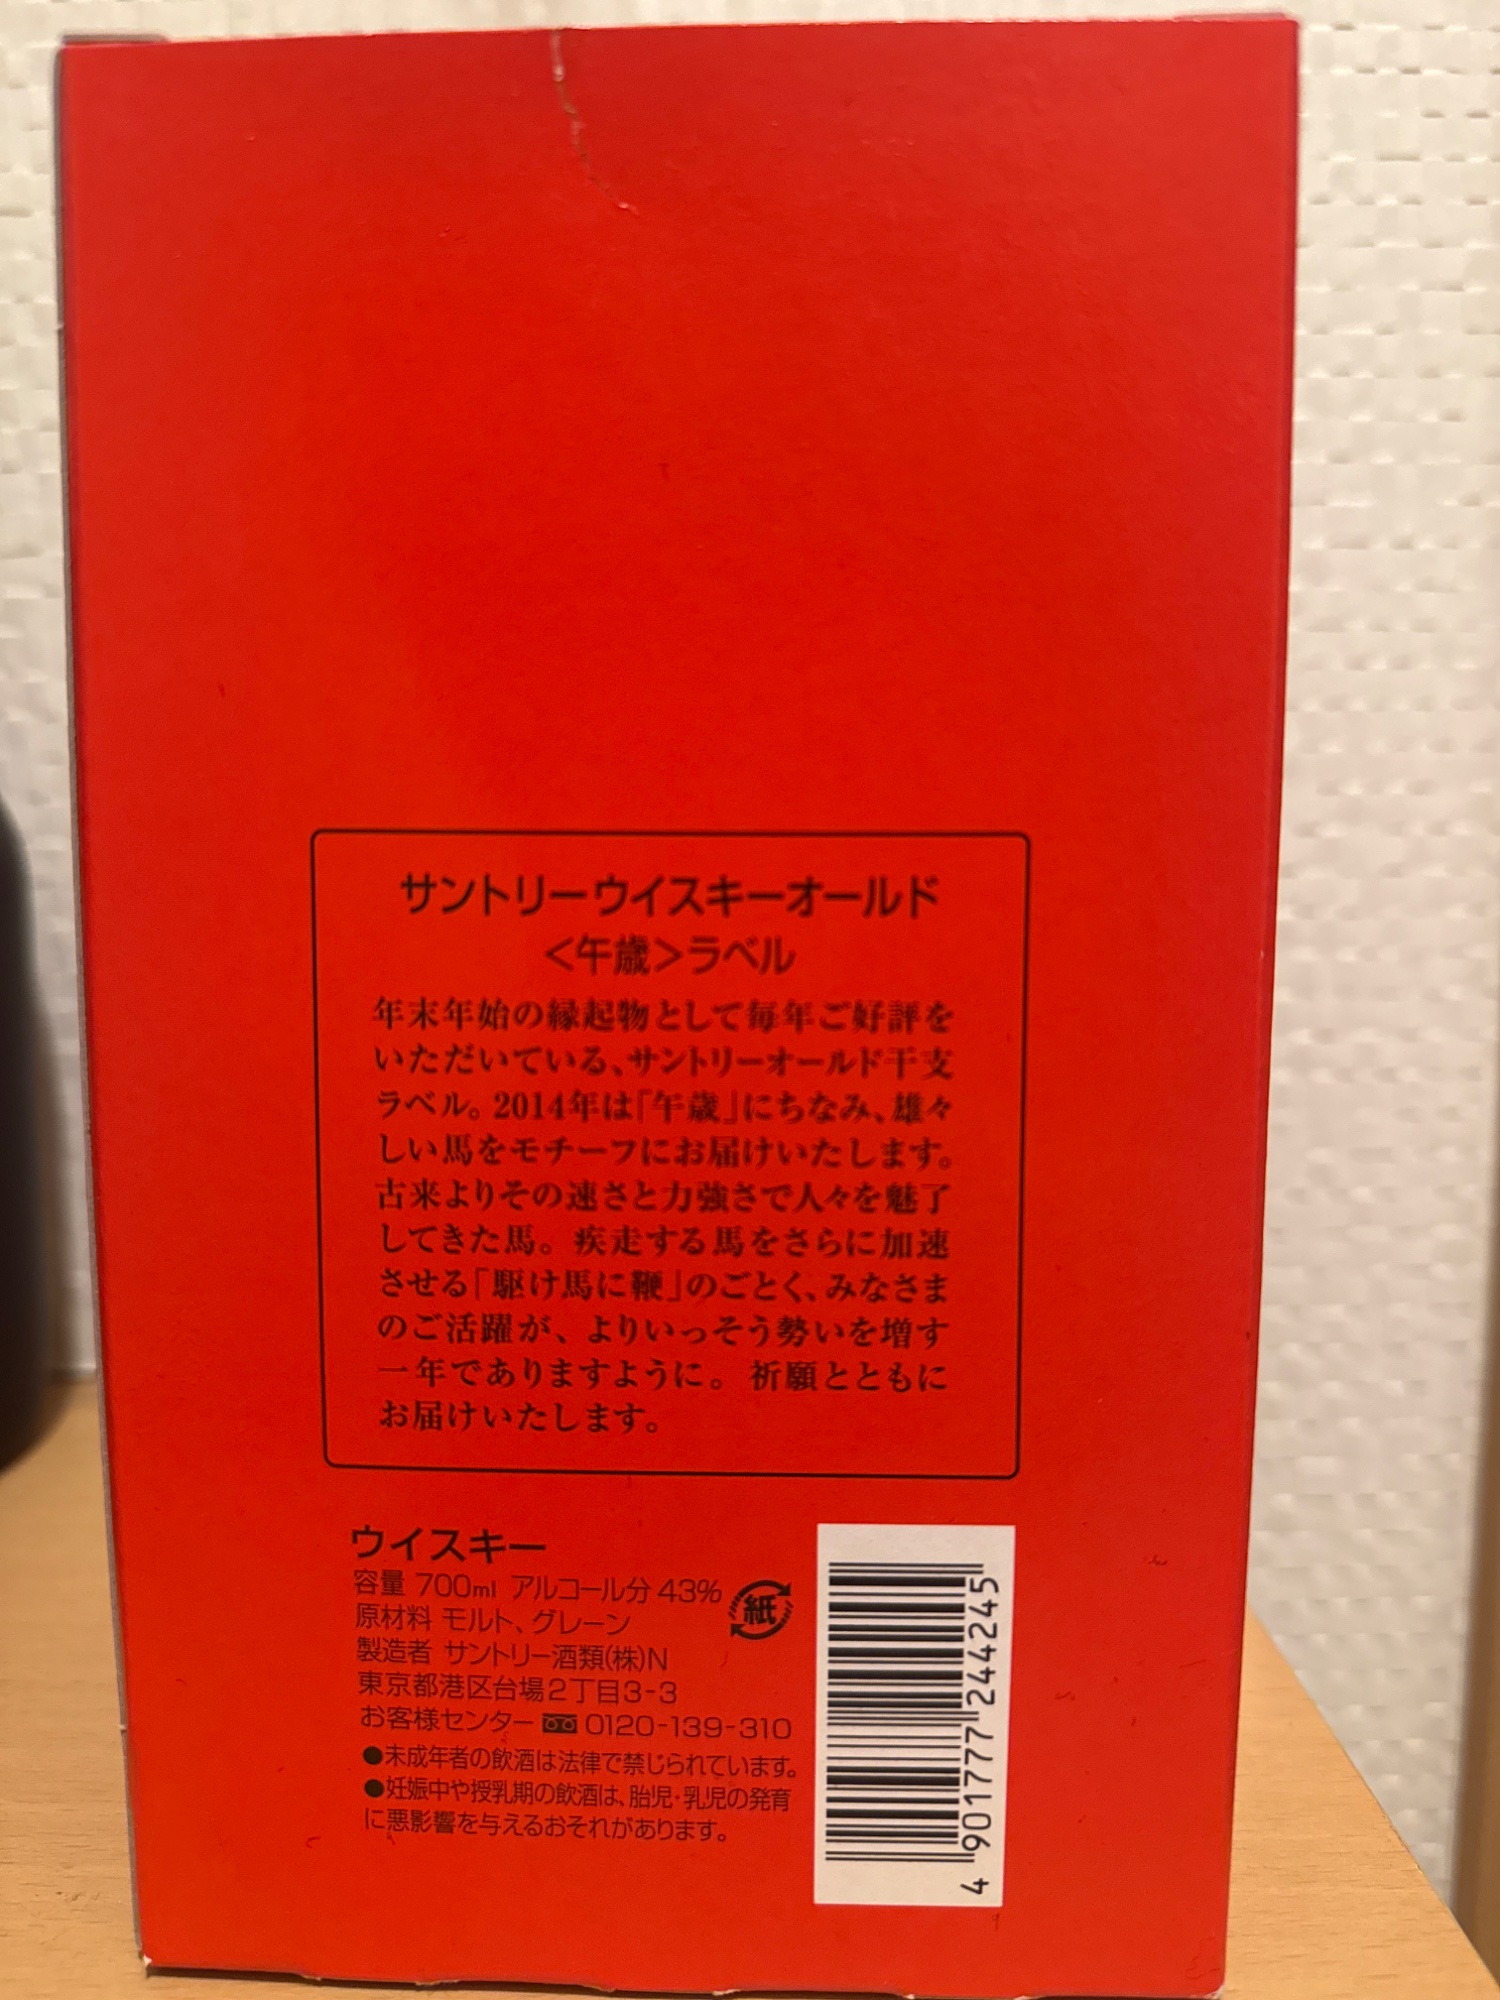 サントリーウイスキーオールド
＜午歳＞ラベル
年末年始の縁起物として毎年ご好評を
いただいている、サントリーオールド干支
ラベル。2014年は「午歳」にちなみ、雄々
しい馬をモチーフにお届けいたします。
古来よりその速さと力強さで人々を魅了
してきた馬。疾走する馬をさらに加速
させる「駆け馬に鞭」のごとく、みなさま
のご活躍が、よりいっそう勢いを増す
一年でありますように。祈願とともに
お届けいたします。
ウイスキー
容量 700ml アルコール分 43%
原材料 モルト、グレーン
製造者 サントリー酒類(株)N
東京都港区台場2丁目3-3
お客様センター 0120-139-310
●未成年者の飲酒は法律で禁じられています。
●妊娠中や授乳期の飲酒は、胎児・乳児の発育
に悪影響を与えるおそれがあります。
紙
4 901777 244245